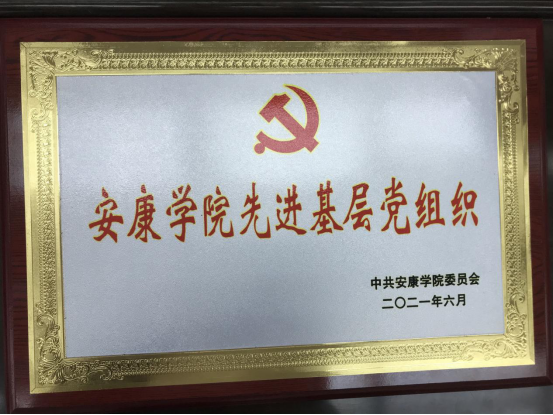 安康学院先进基层党组织
中共安康学院委员会
二〇二一年六月